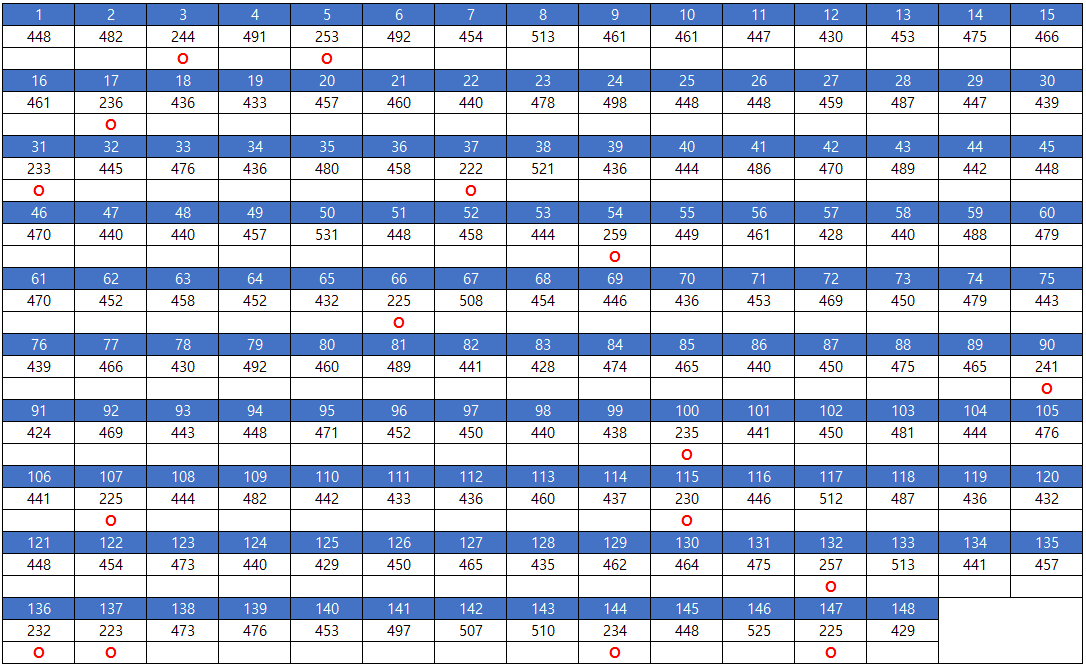 1 2 3 4 5 6 7 8 9 10 11 12 13 14 15
448 482 244 491 253 492 454 513 461 461 447 430 453 475 466
O O
16 17 18 19 20 21 22 23 24 25 26 27 28 29 30
461 236 436 433 457 460 440 478 498 448 448 459 487 447 439
O
31 32 33 34 35 36 37 38 39 40 41 42 43 44 45
233 445 476 436 480 458 222 521 436 444 486 470 489 442 448
O O
46 47 48 49 50 51 52 53 54 55 56 57 58 59 60
470 440 440 457 531 448 458 444 259 449 461 428 440 488 479
O
61 62 63 64 65 66 67 68 69 70 71 72 73 74 75
470 452 458 452 432 225 508 454 446 436 453 469 450 479 443
O
76 77 78 79 80 81 82 83 84 85 86 87 88 89 90
439 466 430 492 460 489 441 428 474 465 440 450 475 465 241
O
91 92 93 94 95 96 97 98 99 100 101 102 103 104 105
424 469 443 448 471 452 450 440 438 235 441 450 481 444 476
O
106 107 108 109 110 111 112 113 114 115 116 117 118 119 120
441 225 444 482 442 433 436 460 437 230 446 512 487 436 432
O O
121 122 123 124 125 126 127 128 129 130 131 132 133 134 135
448 454 473 440 429 450 465 435 462 464 475 257 513 441 457
O
136 137 138 139 140 141 142 143 144 145 146 147 148
232 223 473 476 453 497 507 510 234 448 525 225 429
O O O O